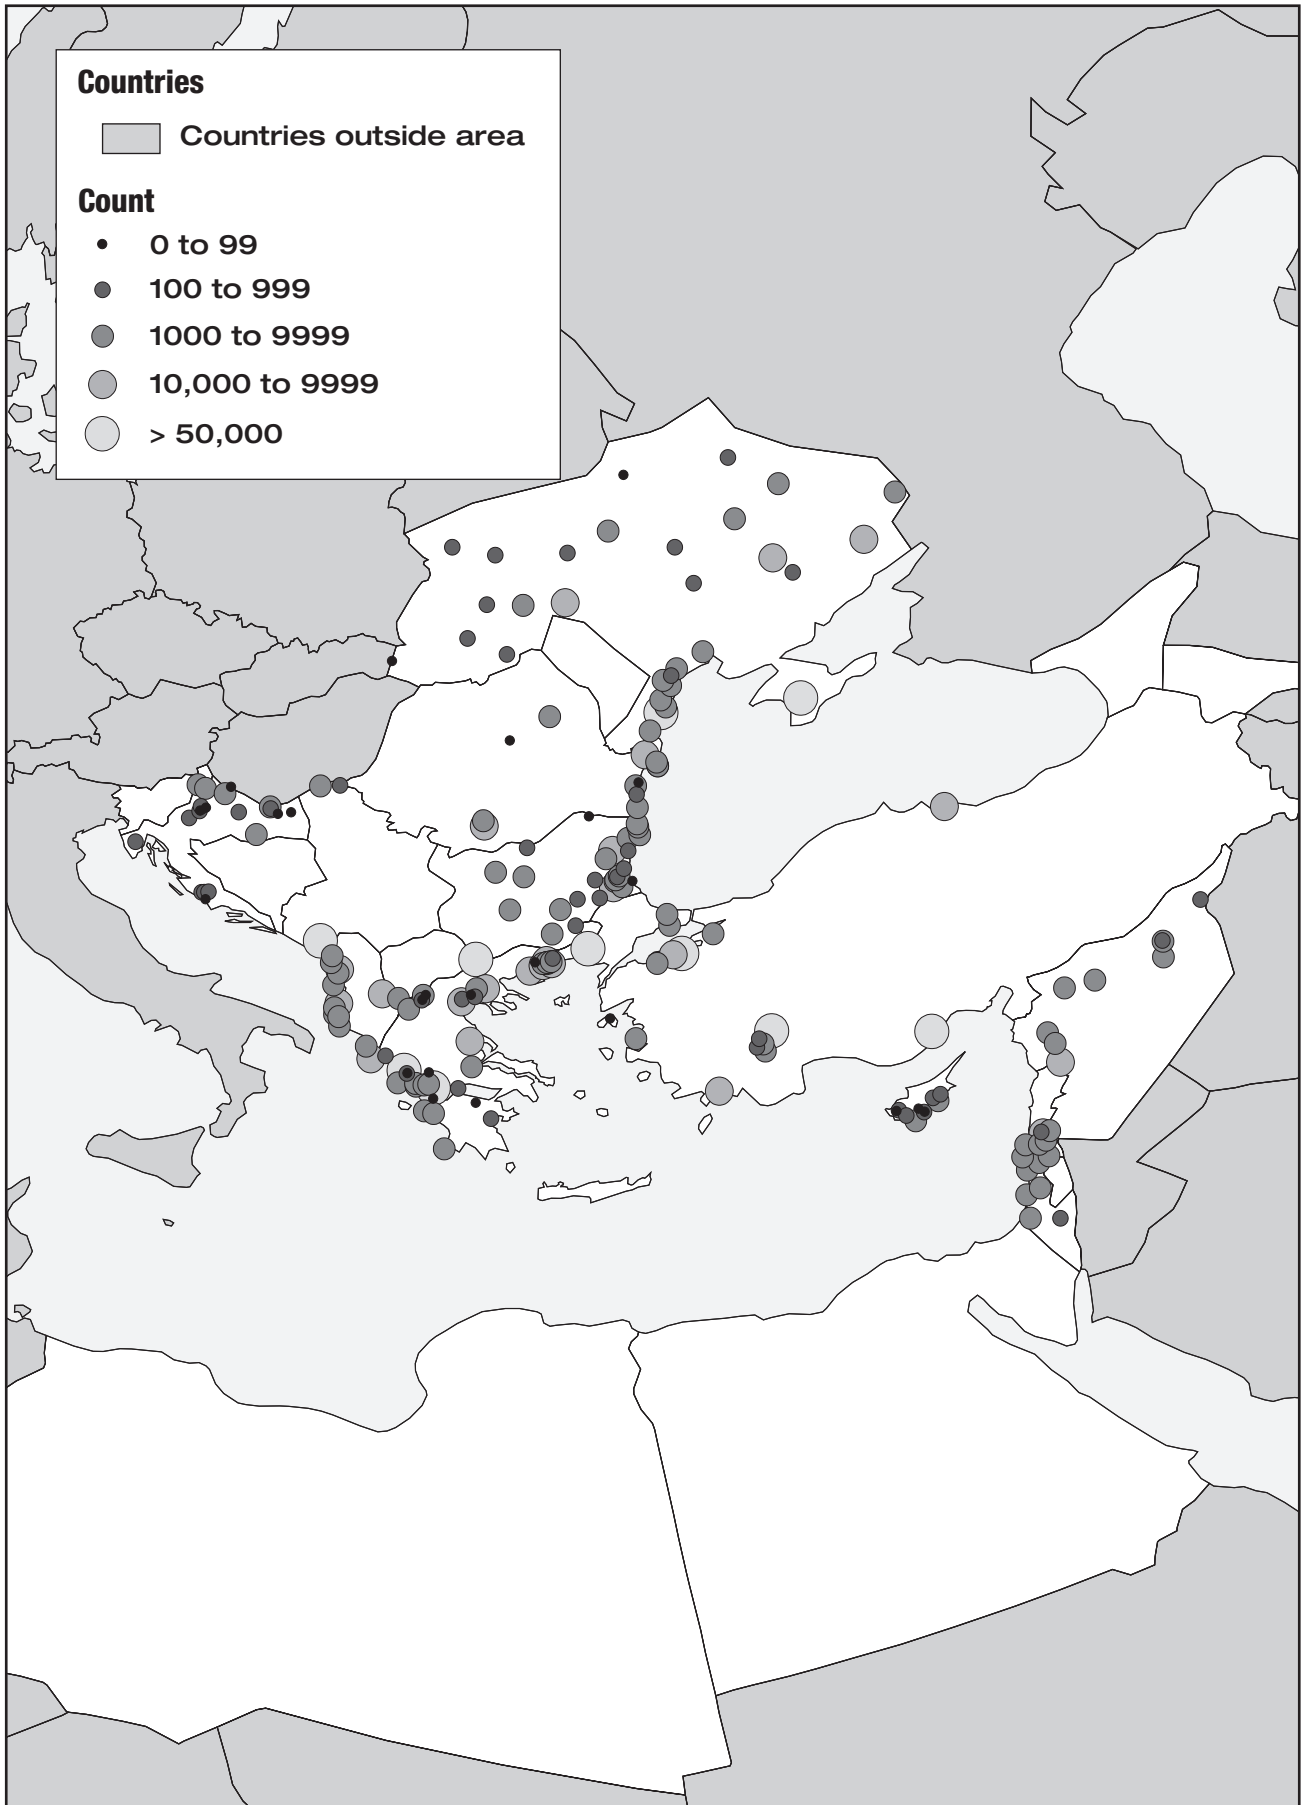 Countries
Countries outside area
Count
0 to 99
100 to 999
1000 to 9999
10,000 to 9999
> 50,000